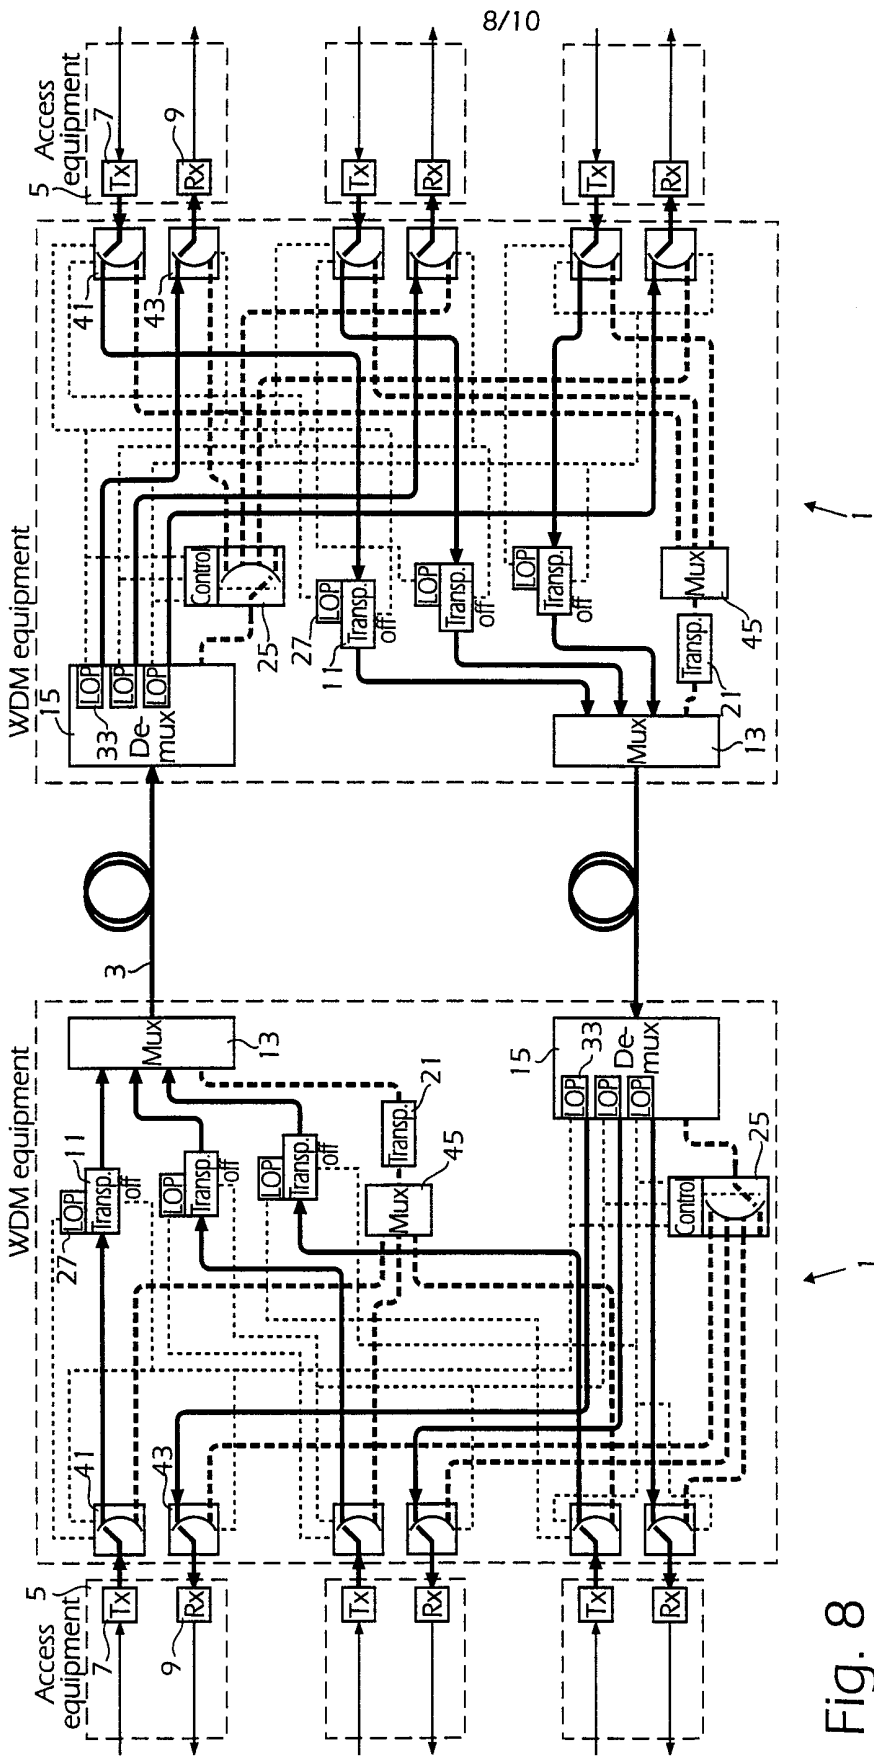 8/10
Access
equipment
5
7
Tx
9
Rx
Tx
Rx
Tx
Rx
WDM equipment
41
43
15
De-
mux
33
LOP
LOP
LOP
Control
25
27
LOP
Transp.
off
11
LOP
Transp.
off
LOP
Transp.
off
Mux
45
Transp.
21
Mux
13
1
3
WDM equipment
Mux
13
11
27
LOP
Transp.
off
LOP
Transp.
off
LOP
Transp.
off
Transp.
21
Mux
45
15
De-
mux
33
LOP
LOP
LOP
Control
25
41
43
1
Access
equipment
5
7
Tx
9
Rx
Tx
Rx
Tx
Rx
Fig. 8